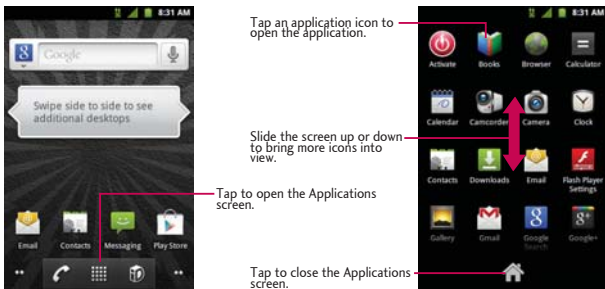 8:31 AM
Google
Swipe side to side to see
additional desktops
Email Contacts Messaging Play Store
Tap an application icon to
open the application.
Slide the screen up or down
to bring more icons into
view.
Tap to open the Applications
screen.
Tap to close the Applications
screen.
8:31 AM
Activate Books Browser Calculator
Calendar Camcorder Camera Clock
Contacts Downloads Email Flash Player
Settings
Gallery Gmail Google
Search Google+